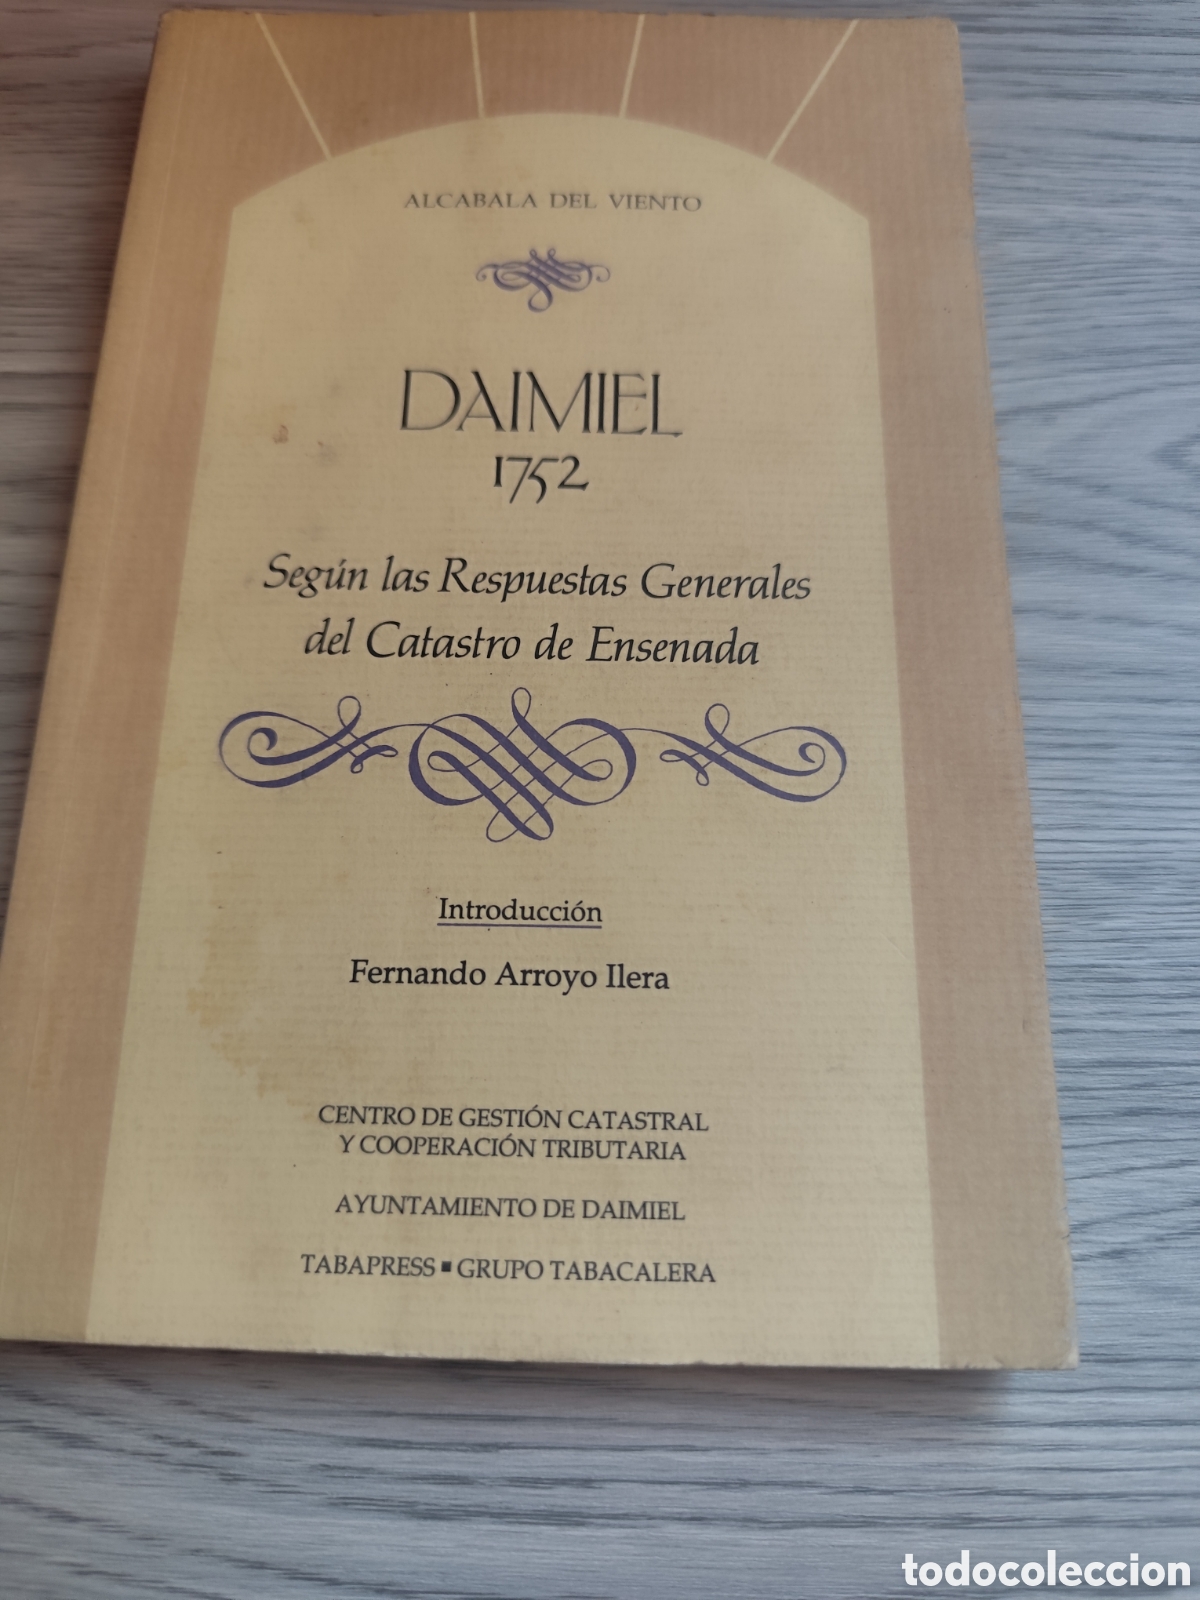 ALCABALA DEL VIENTO
DAIMIEL
1752
Según las Respuestas Generales
del Catastro de Ensenada
Introducción
Fernando Arroyo Ilera
CENTRO DE GESTIÓN CATASTRAL
Y COOPERACIÓN TRIBUTARIA
AYUNTAMIENTO DE DAIMIEL
TABAPRESS ■ GRUPO TABACALERA
todocoleccion